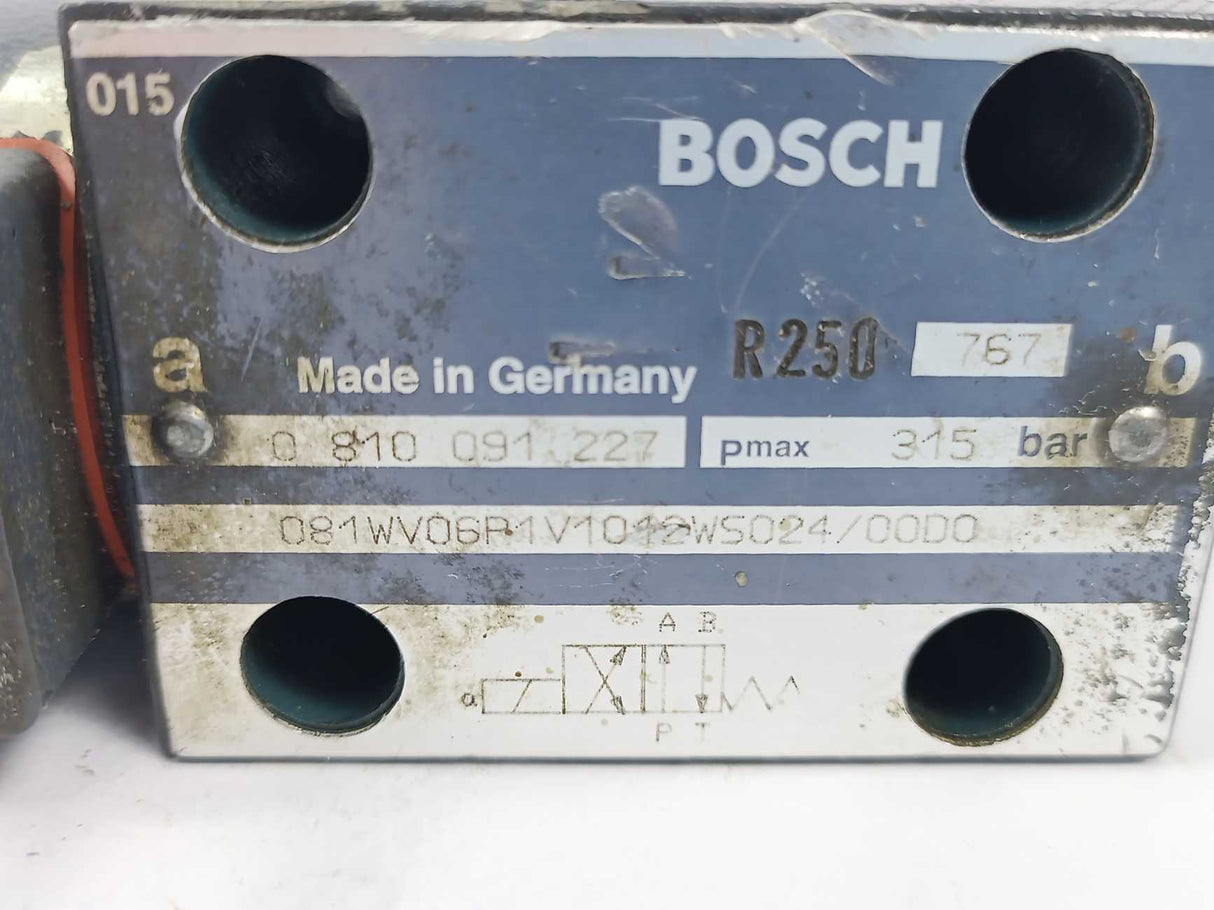 015
BOSCH
R250 767
a b
Made in Germany
0 810 091 227 pmax 315 bar
081WV06P1V1012WS024/00D0
A B
a
P T